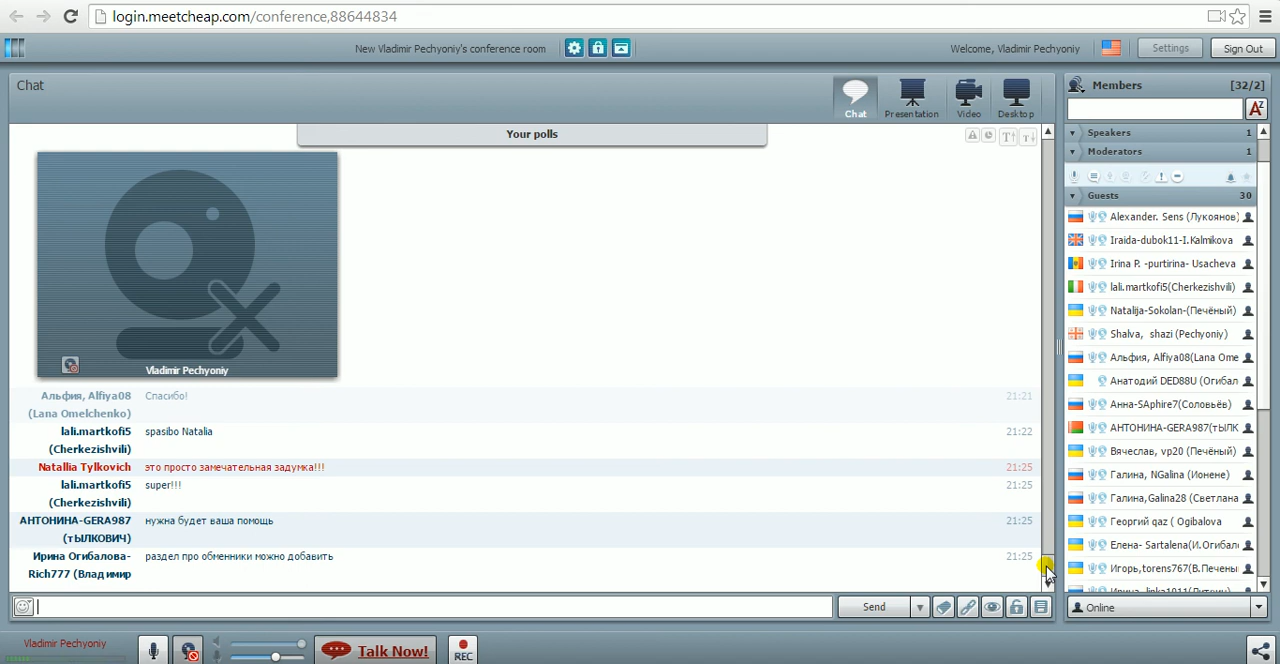 login.meetcheap.com/conference,88644834
New Vladimir Pechyoniy's conference room
Welcome, Vladimir Pechyoniy
Settings
Sign Out
Chat
Chat
Presentation
Video
Desktop
Members
[32/2]
Your polls
Speakers 1
Moderators 1
Guests 30
Alexander. Sens (Лукоянов)
Iraida-dubok11-I.Kalmikova
Irina P. -purtirina- Usacheva
lali.martkofi5(Cherkezishvili)
Natalija-Sokolan-(Печёный)
Shalva, shazi (Pechyoniy)
Альфия, Alfiya08(Lana Ome
Анатодий DED88U (Огибал
Анна-SAphire7(Соловьёв)
АНТОНИНА-GERA987(тЫЛК
Вячеслав, vp20 (Печёный)
Галина, NGalina (Ионене)
Галина,Galina28 (Светлана
Георгий qaz ( Ogibalova
Елена- Sartalena(И.Огибал
Игорь,torens767(В.Печены
Vladimir Pechyoniy
Альфия, Alfiya08 Спасибо! 21:21
(Lana Omelchenko)
lali.martkofi5 spasibo Natalia 21:22
(Cherkezishvili)
Natallia Tylkovich это просто замечательная задумка!!! 21:25
lali.martkofi5 super!!! 21:25
(Cherkezishvili)
АНТОНИНА-GERA987 нужна будет ваша помощь 21:25
(тЫЛКОВИЧ)
Ирина Огибалова- раздел про обменники можно добавить 21:25
Rich777 (Владимир
Send
Online
Vladimir Pechyoniy
Talk Now!
REC